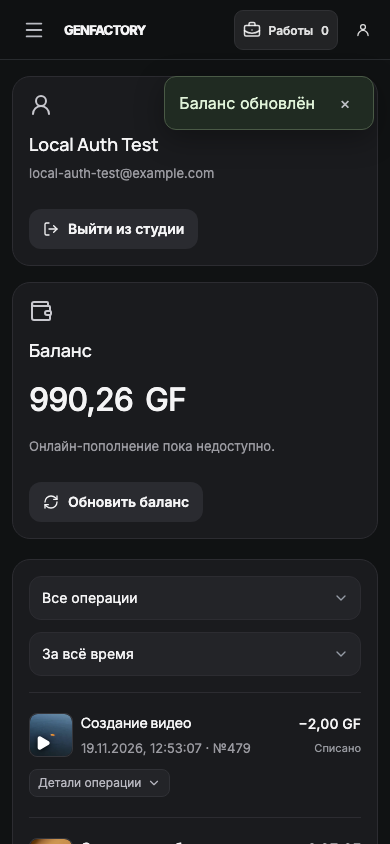 GENFACTORY
Работы 0
Баланс обновлён ×
Local Auth Test
local-auth-test@example.com
Выйти из студии
Баланс
990,26 GF
Онлайн-пополнение пока недоступно.
Обновить баланс
Все операции
За всё время
Создание видео −2,00 GF
19.11.2026, 12:53:07 · №479 Списано
Детали операции